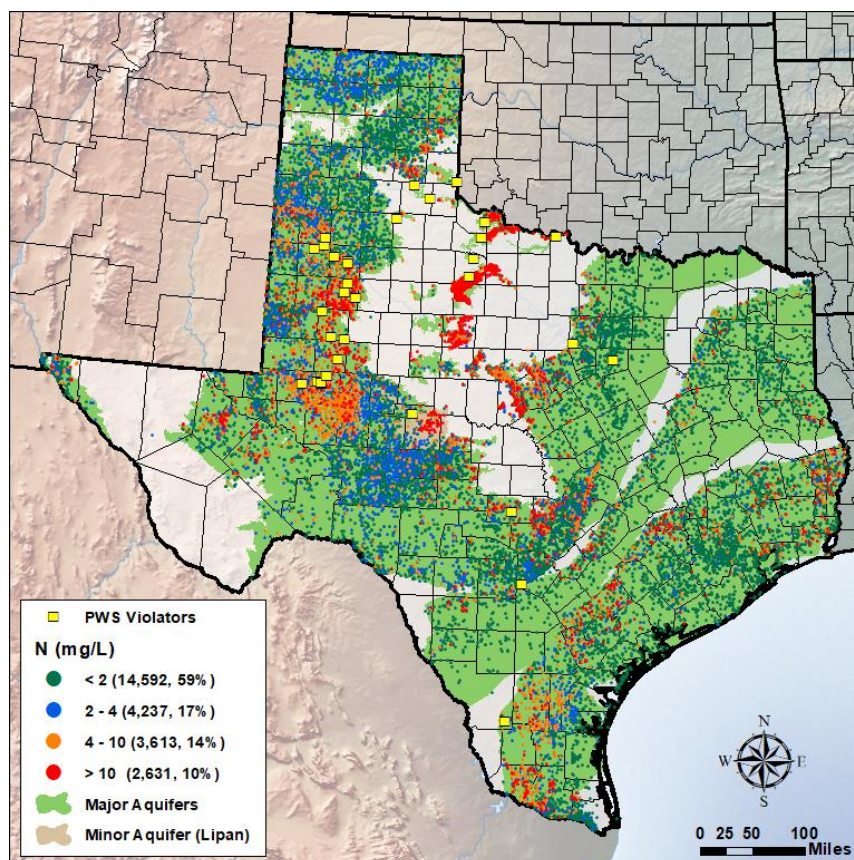 PWS Violators
N (mg/L)
< 2 (14,592, 59%)
2 - 4 (4,237, 17%)
4 - 10 (3,613, 14%)
> 10 (2,631, 10%)
Major Aquifers
Minor Aquifer (Lipan)
N
W E
S
0 25 50 100
Miles